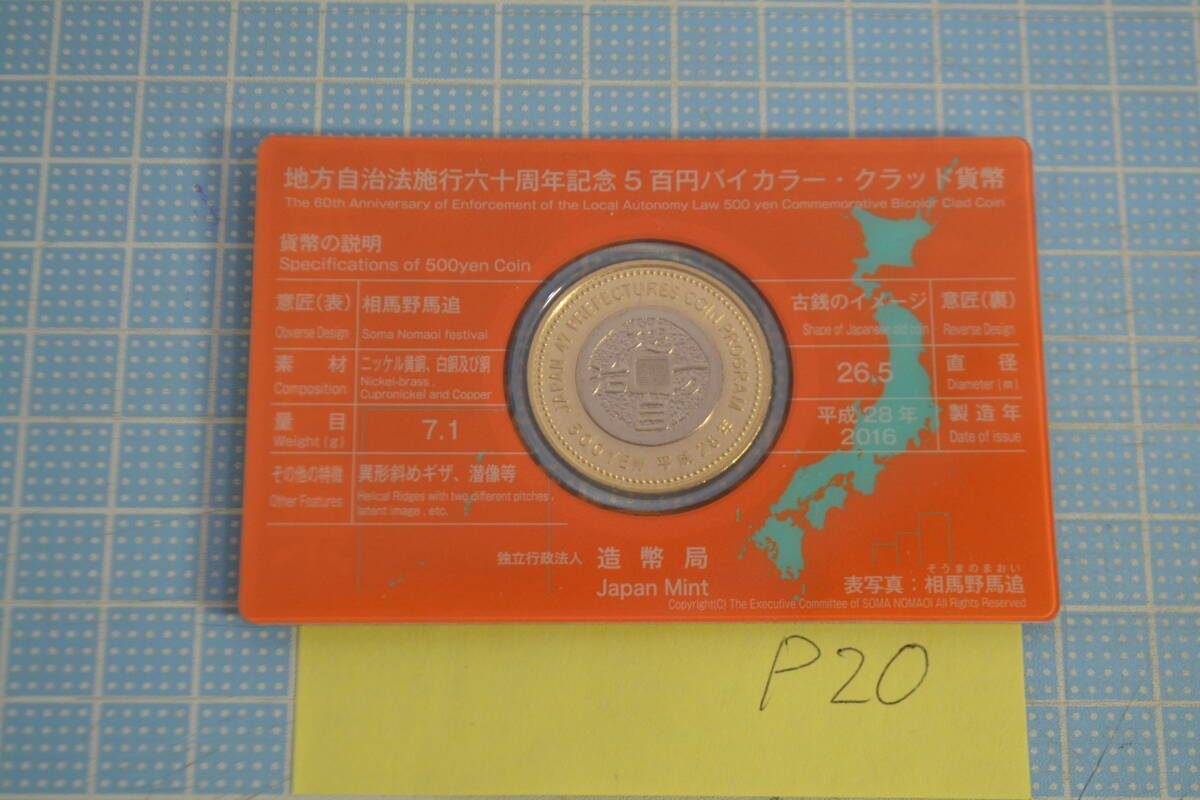 地方自治法施行六十周年記念5百円バイカラー・クラッド貨幣
The 60th Anniversary of Enforcement of the Local Autonomy Law 500 yen Commemorative Bicolor Clad Coin
貨幣の説明
Specifications of 500yen Coin
意匠(表) 相馬野馬追
Obverse Design Soma Nomaoi festival
素材 ニッケル黄銅、白銅及び銅
Composition Nickel-brass, Cupronickel and Copper
量目 7.1
Weight (g)
その他の特徴 異形斜めギザ、潜像等
Other Features Helical Ridges with two different pitches, latent image, etc.
古銭のイメージ 意匠(裏)
Shape of Japanese old coin Reverse Design
26.5 直径
Diameter (㎜)
平成28年 製造年
2016 Date of issue
JAPAN 47 PREFECTURES COIN PROGRAM
500YEN 平成28年
独立行政法人 造幣局
Japan Mint
そうまのまおい
表写真:相馬野馬追
Copyright(C) The Executive Committee of SOMA NOMAOI All Rights Reserved
P20